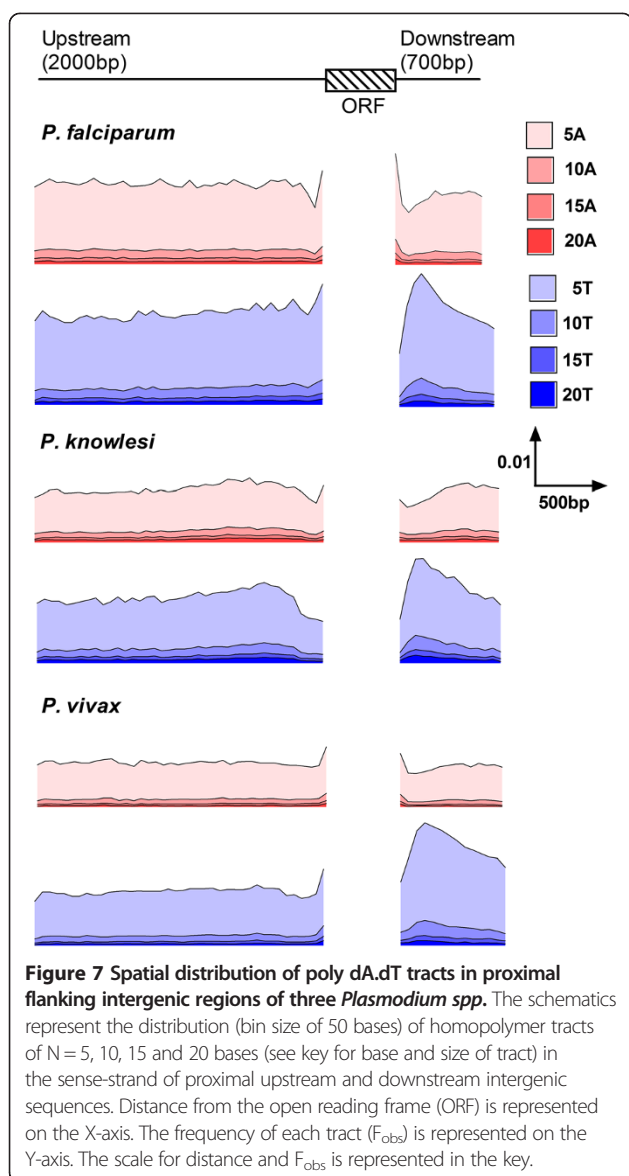 Upstream
(2000bp)
Downstream
(700bp)
ORF
P. falciparum
5A
10A
15A
20A
5T
10T
15T
20T
P. knowlesi
0.01
500bp
P. vivax
Figure 7 Spatial distribution of poly dA.dT tracts in proximal
flanking intergenic regions of three Plasmodium spp. The schematics
represent the distribution (bin size of 50 bases) of homopolymer tracts
of N = 5, 10, 15 and 20 bases (see key for base and size of tract) in
the sense-strand of proximal upstream and downstream intergenic
sequences. Distance from the open reading frame (ORF) is represented
on the X-axis. The frequency of each tract (Fobs) is represented on the
Y-axis. The scale for distance and Fobs is represented in the key.